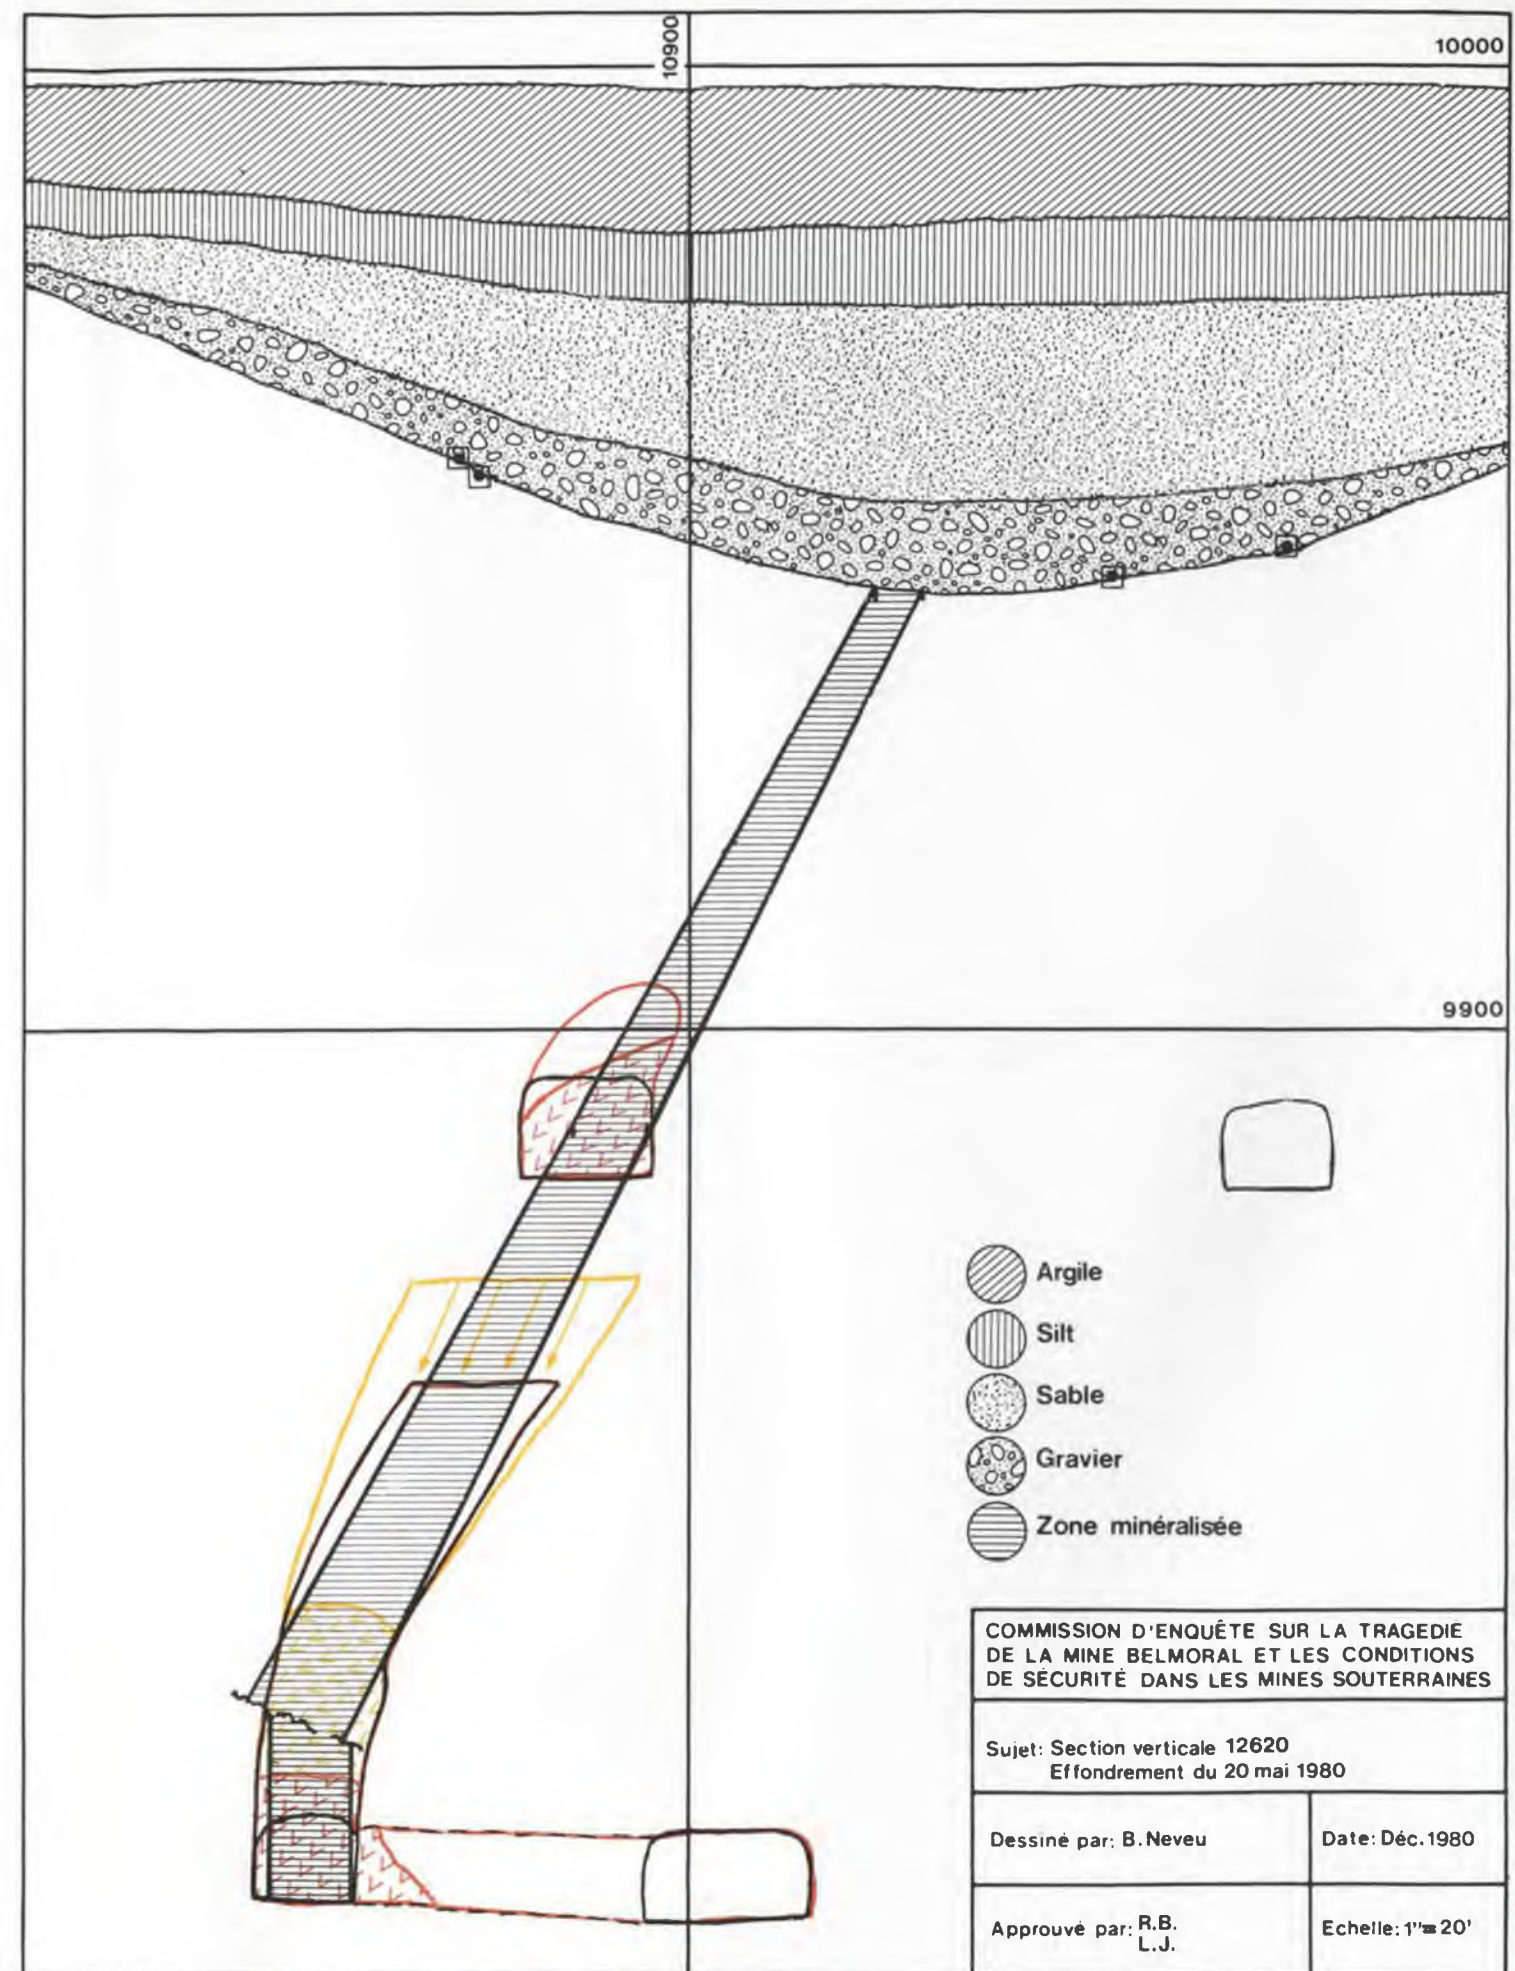 10900
10000
9900
Argile
Silt
Sable
Gravier
Zone minéralisée
COMMISSION D'ENQUÊTE SUR LA TRAGEDIE
DE LA MINE BELMORAL ET LES CONDITIONS
DE SÉCURITÉ DANS LES MINES SOUTERRAINES
Sujet: Section verticale 12620
Effondrement du 20 mai 1980
Dessiné par: B. Neveu
Date: Déc. 1980
Approuvé par: R.B.
L.J.
Echelle: 1"=20'